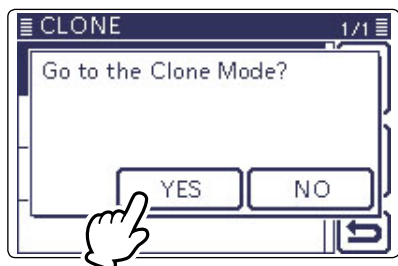 CLONE 1/1
Go to the Clone Mode?
YES NO